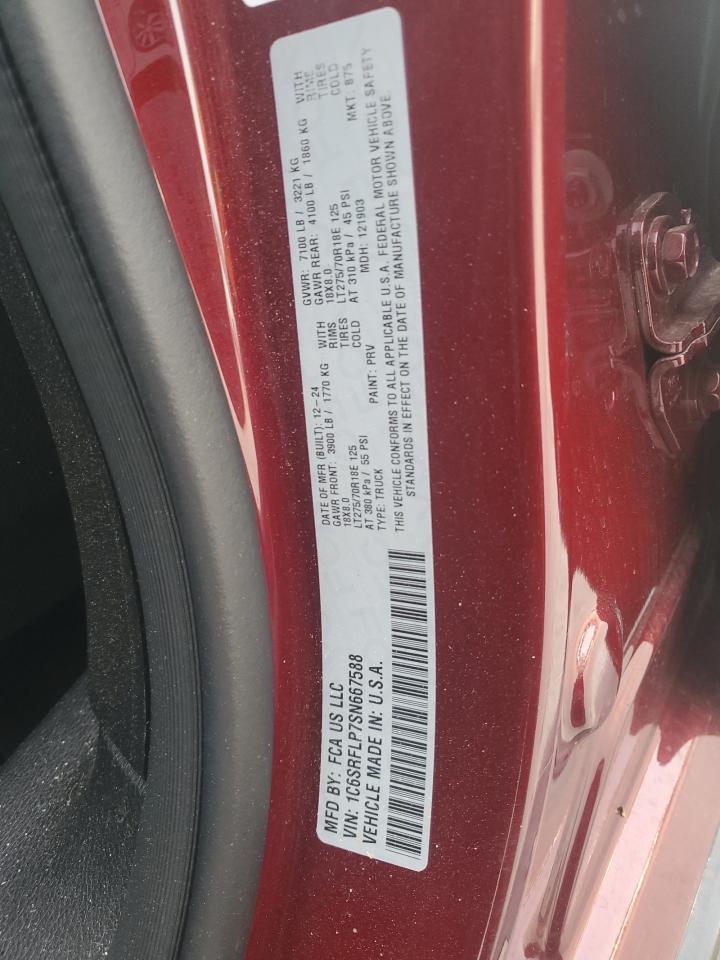 MFD BY: FCA US LLC
VIN: 1C6SRFLP7SN667588
VEHICLE MADE IN: U.S.A.
DATE OF MFR (BUILT): 12-24
GAWR FRONT: 3900 LB / 1770 KG WITH
18X8.0 RIMS
LT275/70R18E 125 TIRES
AT 380 kPa / 55 PSI COLD
TYPE: TRUCK PAINT: PRV
GVWR: 7100 LB / 3221 KG
GAWR REAR: 4100 LB / 1860 KG WITH
18X8.0 RIMS
LT275/70R18E 125 TIRES
AT 310 kPa / 45 PSI COLD
MDH: 121903 MKT: B75
THIS VEHICLE CONFORMS TO ALL APPLICABLE U.S.A. FEDERAL MOTOR VEHICLE SAFETY
STANDARDS IN EFFECT ON THE DATE OF MANUFACTURE SHOWN ABOVE.